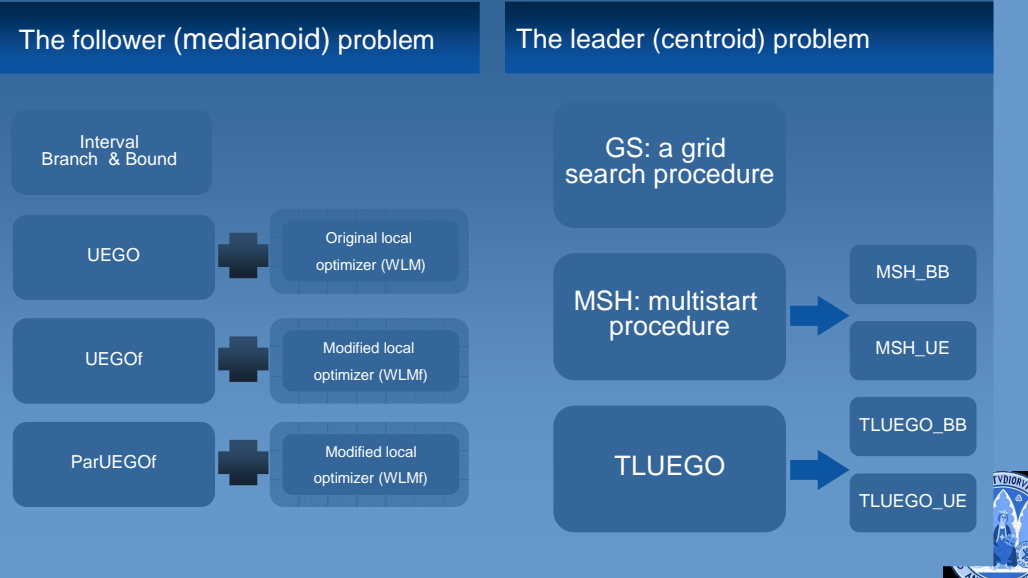 The follower (medianoid) problem
Interval
Branch & Bound
UEGO
Original local
optimizer (WLM)
UEGOf
Modified local
optimizer (WLMf)
ParUEGOf
Modified local
optimizer (WLMf)
The leader (centroid) problem
GS: a grid
search procedure
MSH: multistart
procedure
MSH_BB
MSH_UE
TLUEGO
TLUEGO_BB
TLUEGO_UE